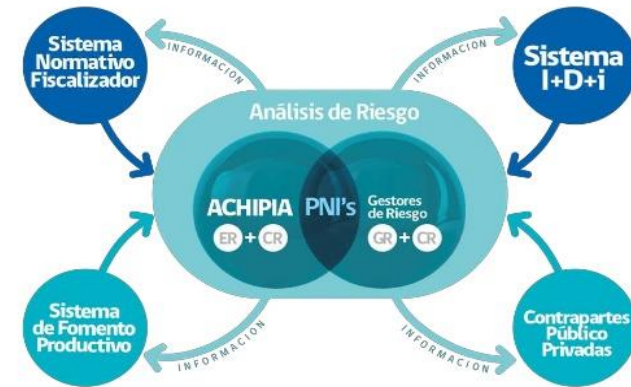 Sistema
Normativo
Fiscalizador
INFORMACION
INFORMACION
Sistema
I+D+i
Análisis de Riesgo
ACHIPIA
ER + CR
PNI's
Gestores
de Riesgo
GR + CR
Sistema
de Fomento
Productivo
INFORMACION
INFORMACION
Contrapartes
Público
Privadas